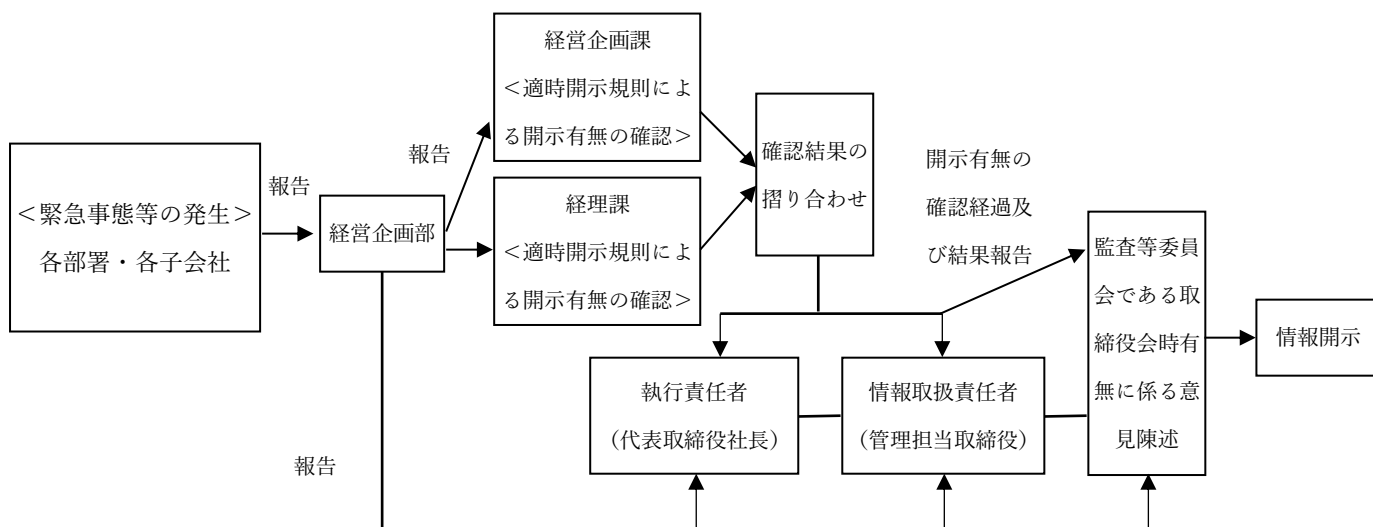 ＜緊急事態等の発生＞
各部署・各子会社
報告
経営企画部
報告
経営企画課
＜適時開示規則によ
る開示有無の確認＞
経理課
＜適時開示規則によ
る開示有無の確認＞
確認結果の
摺り合わせ
開示有無の
確認経過及
び結果報告
執行責任者
（代表取締役社長）
情報取扱責任者
（管理担当取締役）
監査等委員
会である取
締役会時有
無に係る意
見陳述
情報開示
報告